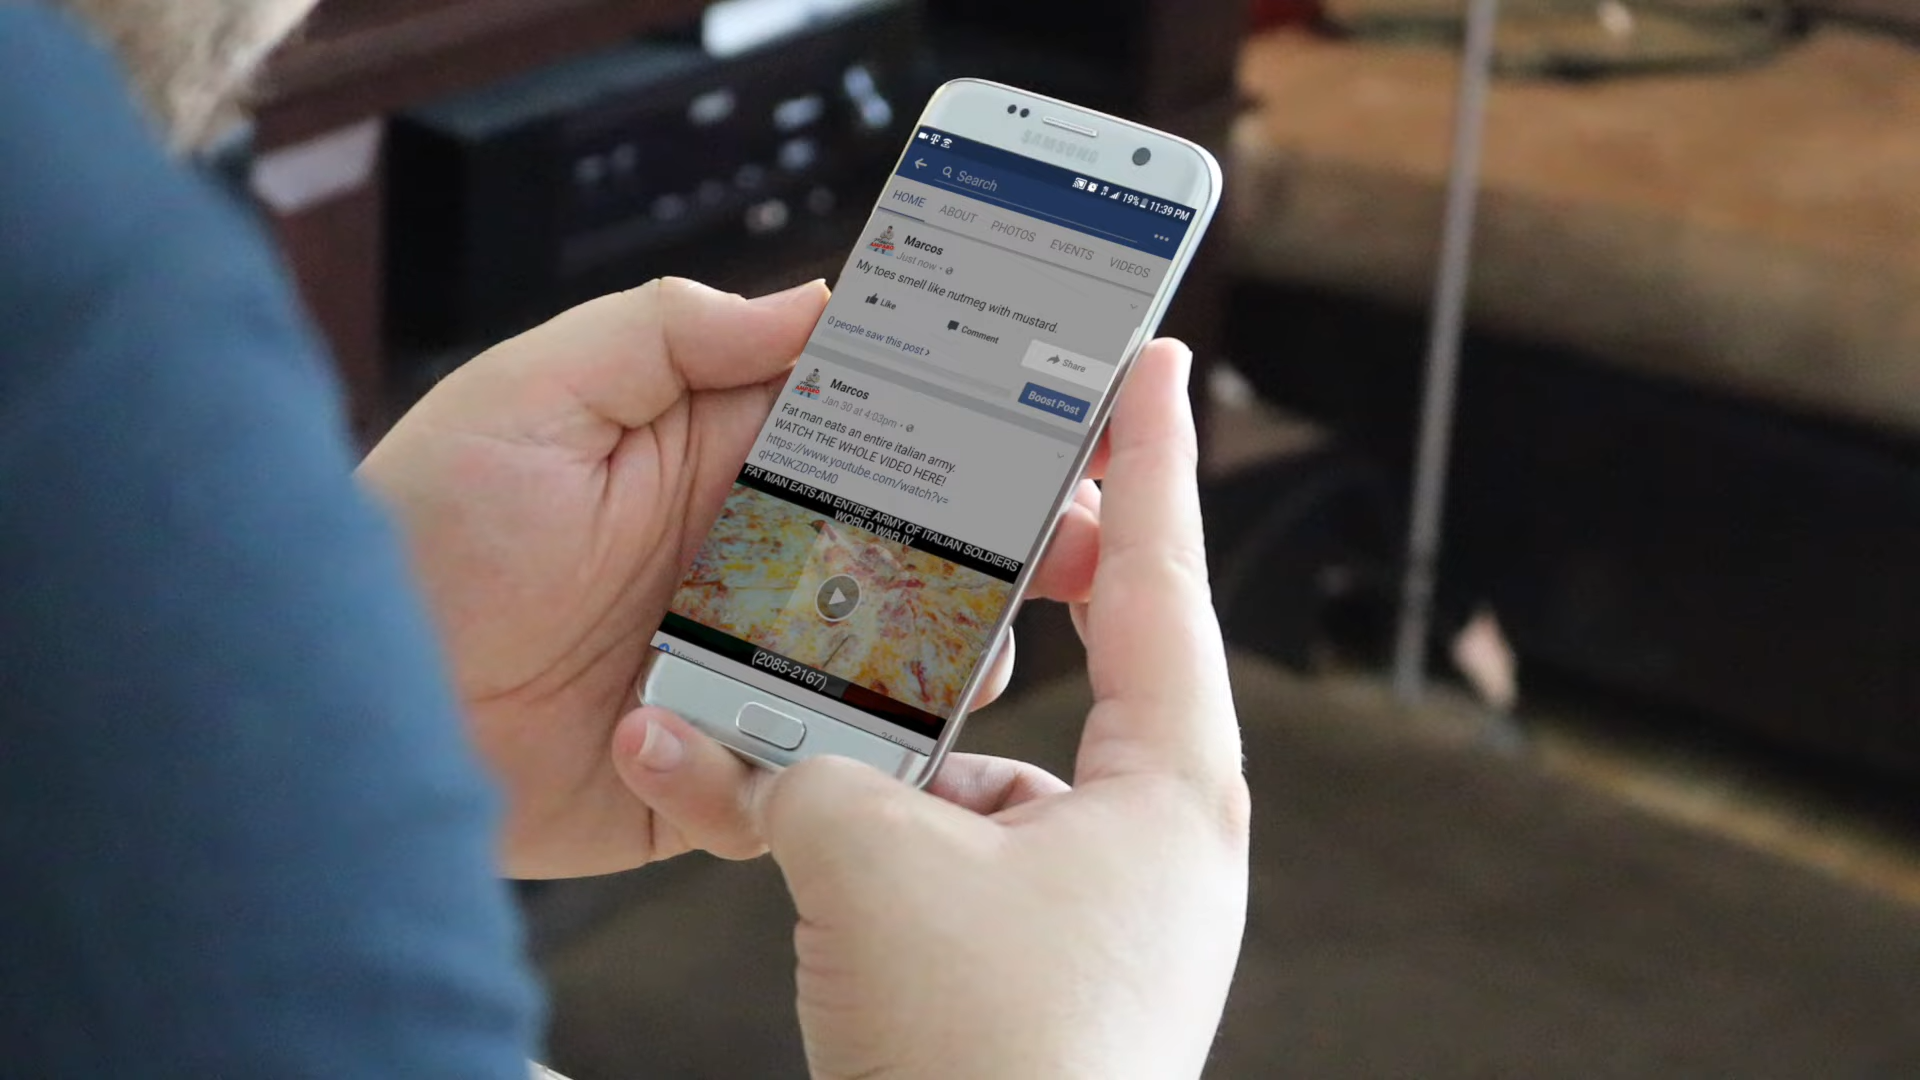 SAMSUNG
19% 11:39 PM
Search
HOME ABOUT PHOTOS EVENTS VIDEOS
Marcos
Just now
My toes smell like nutmeg with mustard.
Like Comment Share
0 people saw this post
Boost Post
Marcos
Jan 30 at 4:03pm
Fat man eats an entire italian army.
WATCH THE WHOLE VIDEO HERE!
https://www.youtube.com/watch?v=
qHZNKZDPcM0
FAT MAN EATS AN ENTIRE ARMY OF ITALIAN SOLDIERS
WORLD WAR IV
(2085-2167)
Marcos